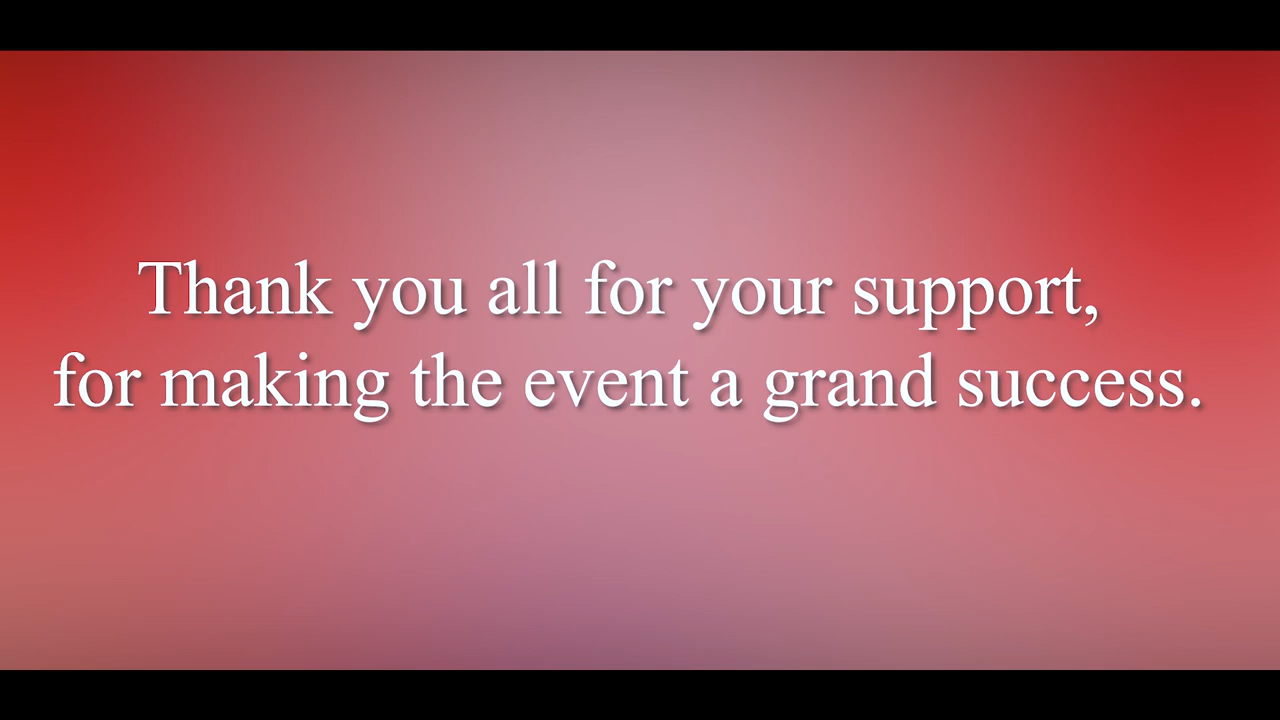 Thank you all for your support,
for making the event a grand success.